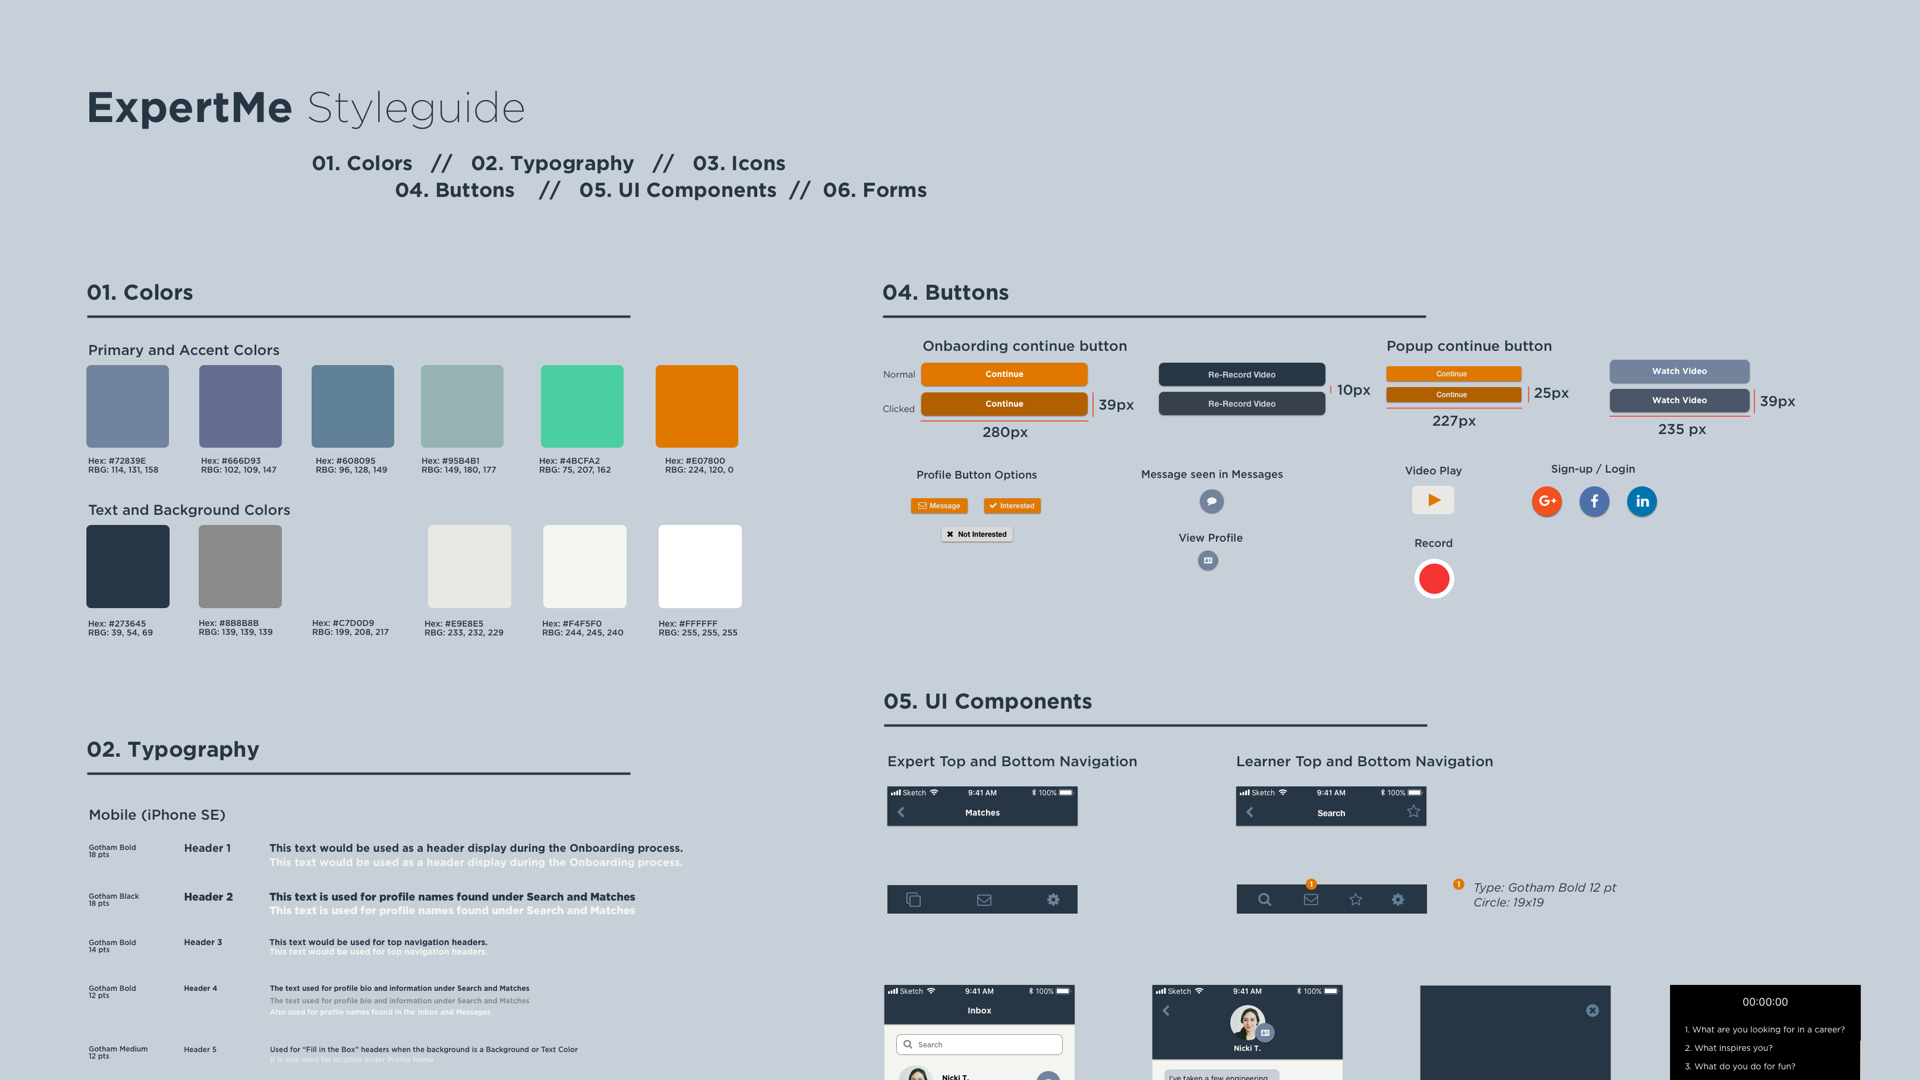 ExpertMe Styleguide
01. Colors // 02. Typography // 03. Icons
04. Buttons // 05. UI Components // 06. Forms
01. Colors
Primary and Accent Colors
Hex: #72839E
RBG: 114, 131, 158
Hex: #666D93
RBG: 102, 109, 147
Hex: #608095
RBG: 96, 128, 149
Hex: #95B4B1
RBG: 149, 180, 177
Hex: #4BCFA2
RBG: 75, 207, 162
Hex: #E07800
RBG: 224, 120, 0
Text and Background Colors
Hex: #273645
RBG: 39, 54, 69
Hex: #8B8B8B
RBG: 139, 139, 139
Hex: #C7D0D9
RBG: 199, 208, 217
Hex: #E9E8E5
RBG: 233, 232, 229
Hex: #F4F5F0
RBG: 244, 245, 240
Hex: #FFFFFF
RBG: 255, 255, 255
02. Typography
Mobile (iPhone SE)
Gotham Bold
18 pts
Header 1
This text would be used as a header display during the Onboarding process.
This text would be used as a header display during the Onboarding process.
Gotham Black
18 pts
Header 2
This text is used for profile names found under Search and Matches
This text is used for profile names found under Search and Matches
Gotham Bold
14 pts
Header 3
This text would be used for top navigation headers.
This text would be used for top navigation headers.
Gotham Bold
12 pts
Header 4
The text used for profile bio and information under Search and Matches
The text used for profile bio and information under Search and Matches
Also used for profile names found in the Inbox and Messages
Gotham Medium
12 pts
Header 5
Used for "Fill in the Box" headers when the background is a Background or Text Color
It is also used for location under Profile Name
04. Buttons
Onbaording continue button
Normal
Continue
Clicked
Continue
39px
280px
Re-Record Video
Re-Record Video
10px
Popup continue button
Continue
Continue
25px
227px
Watch Video
Watch Video
39px
235 px
Profile Button Options
Message
Interested
Not Interested
Message seen in Messages
View Profile
Video Play
Record
Sign-up / Login
G+
f
in
05. UI Components
Expert Top and Bottom Navigation
Sketch 9:41 AM 100%
Matches
Learner Top and Bottom Navigation
Sketch 9:41 AM 100%
Search
1
1
Type: Gotham Bold 12 pt
Circle: 19x19
Sketch 9:41 AM 100%
Inbox
Search
Nicki T.
Sketch 9:41 AM 100%
Nicki T.
I've taken a few engineering
00:00:00
1. What are you looking for in a career?
2. What inspires you?
3. What do you do for fun?